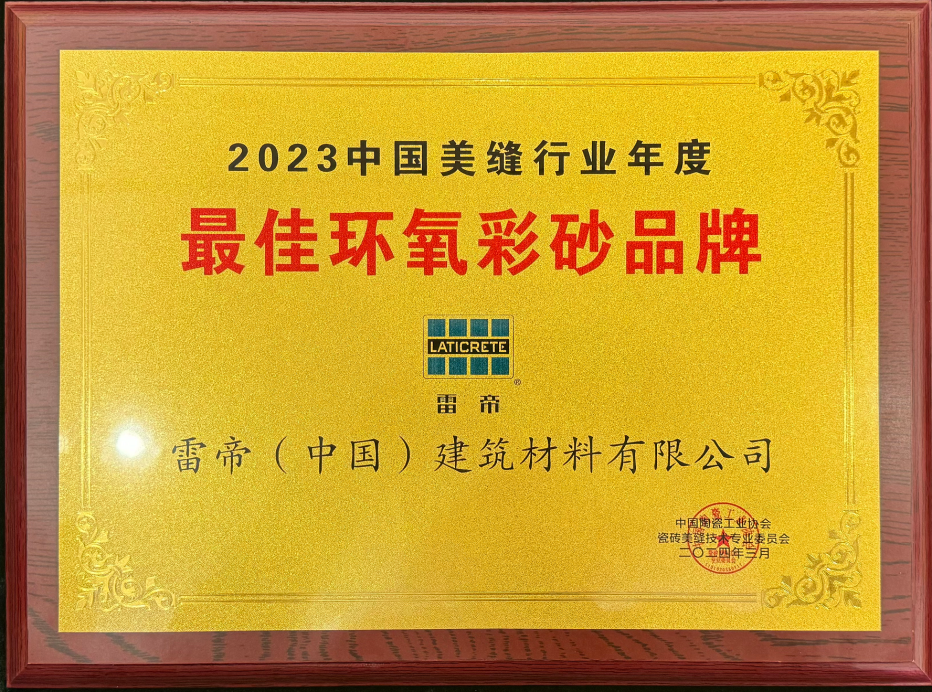 2023中国美缝行业年度
最佳环氧彩砂品牌
LATICRETE
®
雷帝
雷帝（中国）建筑材料有限公司
中国陶瓷工业协会
瓷砖美缝技术专业委员会
二〇二四年三月